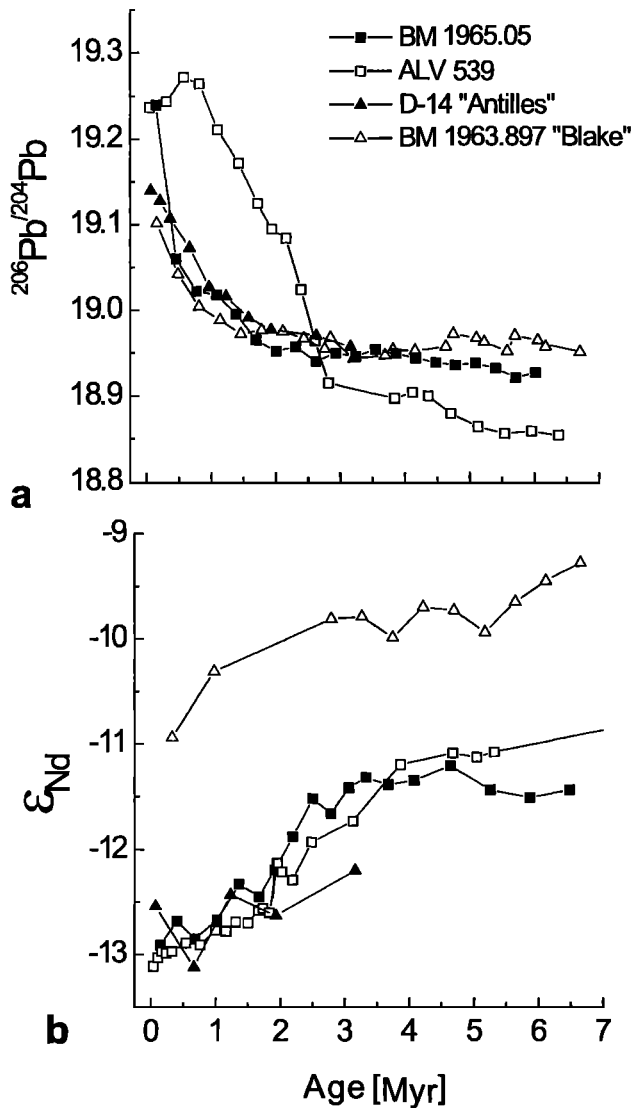 BM 1965.05
ALV 539
D-14 "Antilles"
BM 1963.897 "Blake"
206Pb/204Pb
19.3
19.2
19.1
19.0
18.9
18.8
a
-9
-10
-11
-12
-13
εNd
b
0 1 2 3 4 5 6 7
Age [Myr]